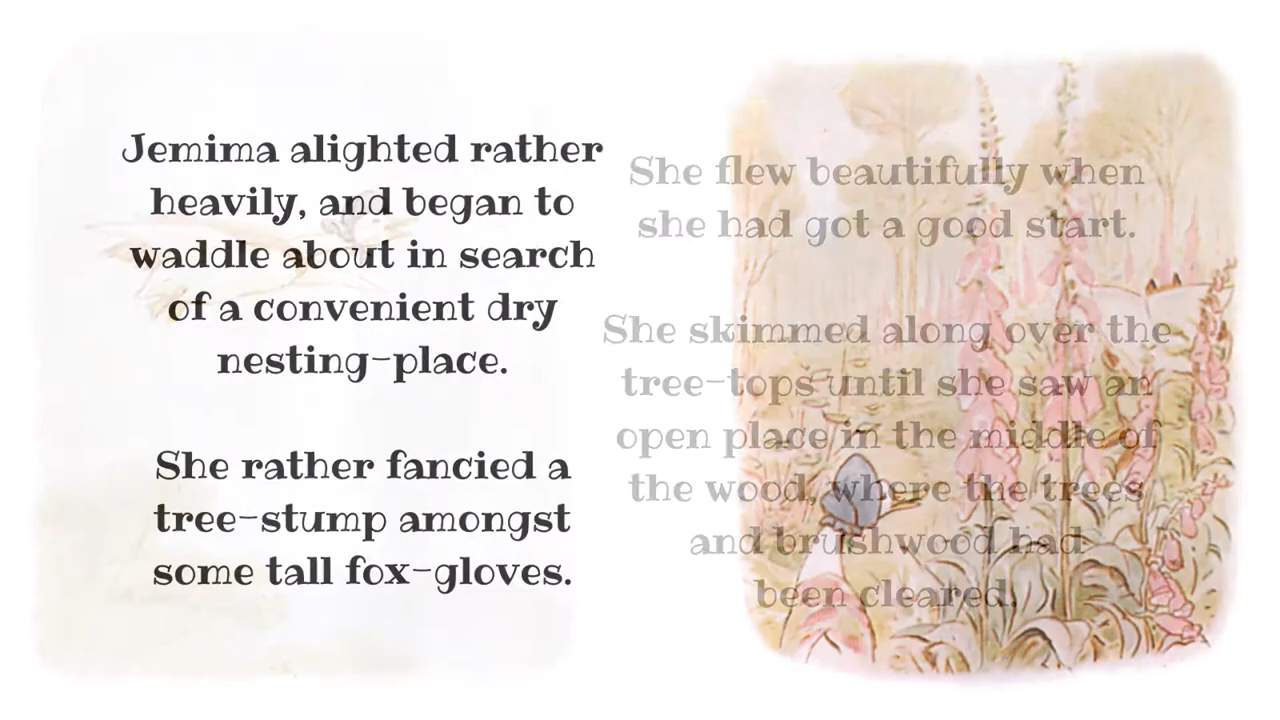 Jemima alighted rather
heavily, and began to
waddle about in search
of a convenient dry
nesting-place.
She rather fancied a
tree-stump amongst
some tall fox-gloves.
She flew beautifully when
she had got a good start.
She skimmed along over the
tree-tops until she saw an
open place in the middle of
the wood, where the trees
and brushwood had
been cleared.